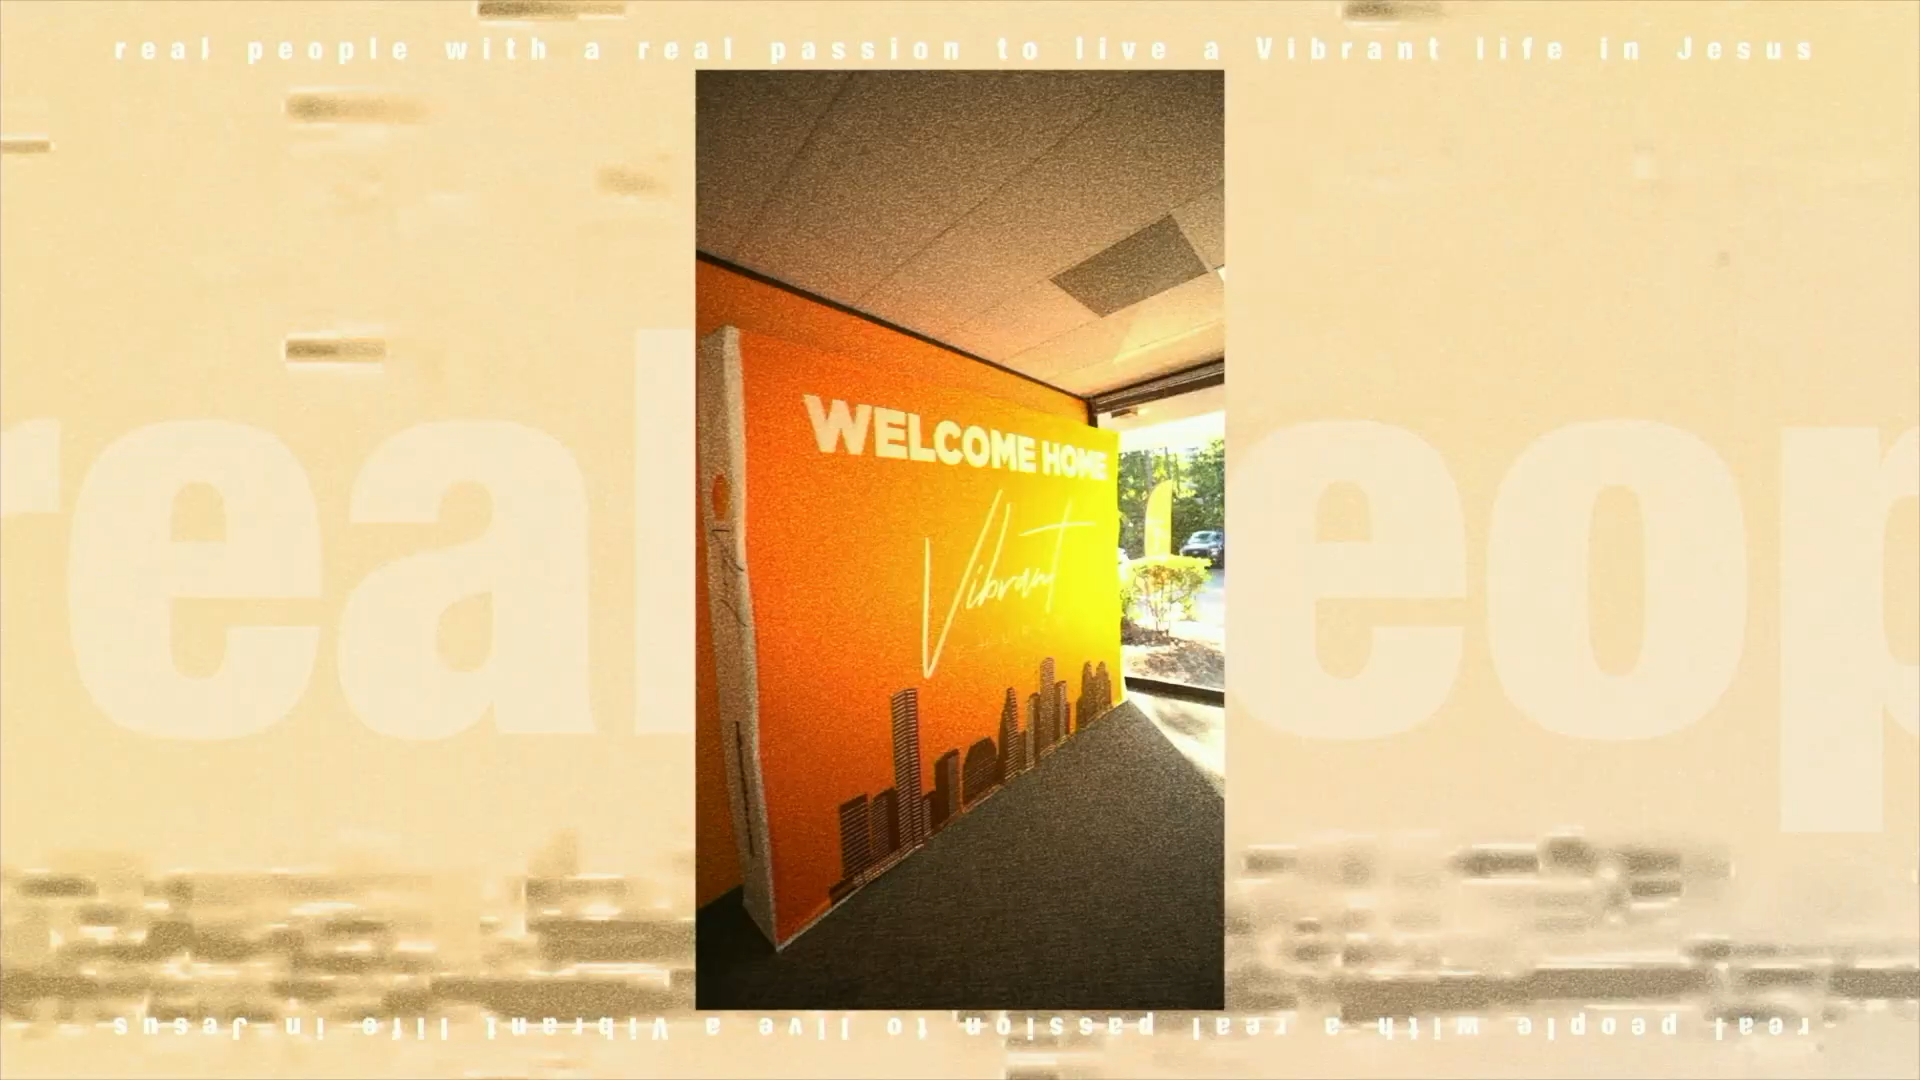 real people with a real passion to live a Vibrant life in Jesus
real
eop
WELCOME HOME
Vibrant
real people with a real passion to live a Vibrant life in Jesus